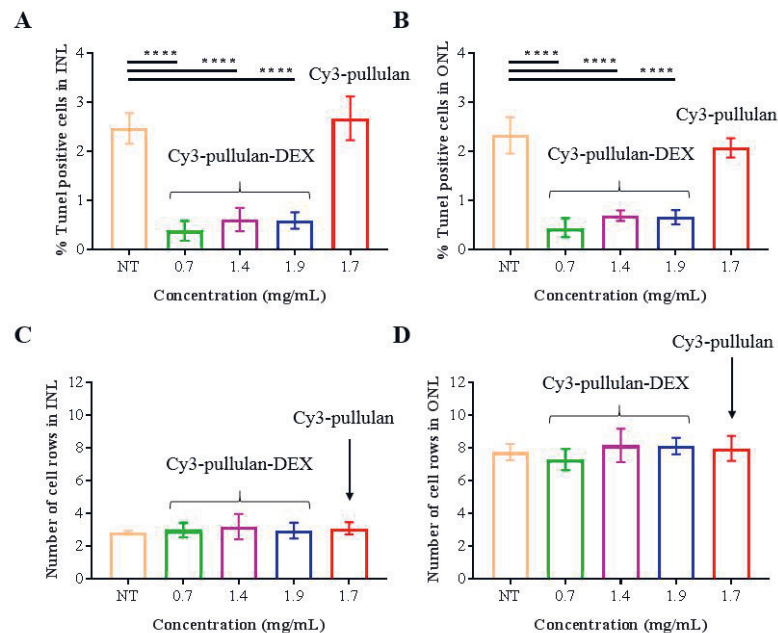 A
% Tunel positive cells in INL
4
3
2
1
0
****
****
****
Cy3-pullulan
Cy3-pullulan-DEX
NT
0.7
1.4
1.9
1.7
Concentration (mg/mL)
B
% Tunel positive cells in ONL
4
3
2
1
0
****
****
****
Cy3-pullulan
Cy3-pullulan-DEX
NT
0.7
1.4
1.9
1.7
Concentration (mg/mL)
C
Number of cell rows in INL
12
10
8
6
4
2
0
Cy3-pullulan
Cy3-pullulan-DEX
NT
0.7
1.4
1.9
1.7
Concentration (mg/mL)
D
Number of cell rows in ONL
12
10
8
6
4
2
0
Cy3-pullulan
Cy3-pullulan-DEX
NT
0.7
1.4
1.9
1.7
Concentration (mg/mL)